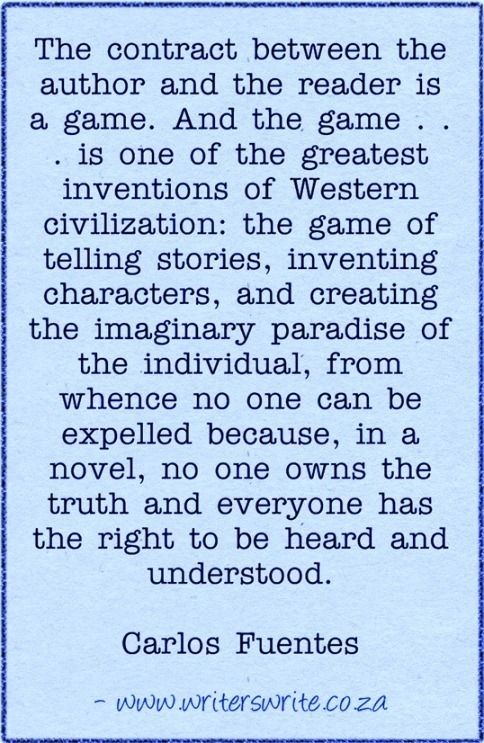 The contract between the
author and the reader is
a game. And the game . .
. is one of the greatest
inventions of Western
civilization: the game of
telling stories, inventing
characters, and creating
the imaginary paradise of
the individual, from
whence no one can be
expelled because, in a
novel, no one owns the
truth and everyone has
the right to be heard and
understood.
Carlos Fuentes
- www.writerswrite.co.za